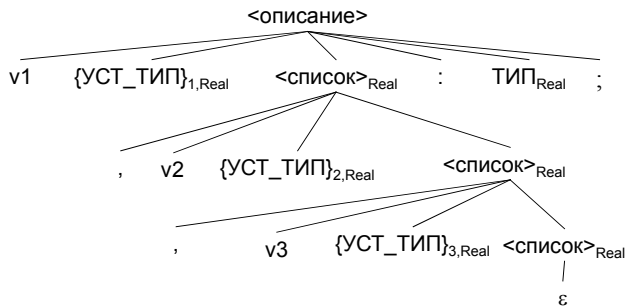 <описание>
v1 {УСТ_ТИП}1,Real <список>Real : ТИПReal ;
, v2 {УСТ_ТИП}2,Real <список>Real
, v3 {УСТ_ТИП}3,Real <список>Real
ε